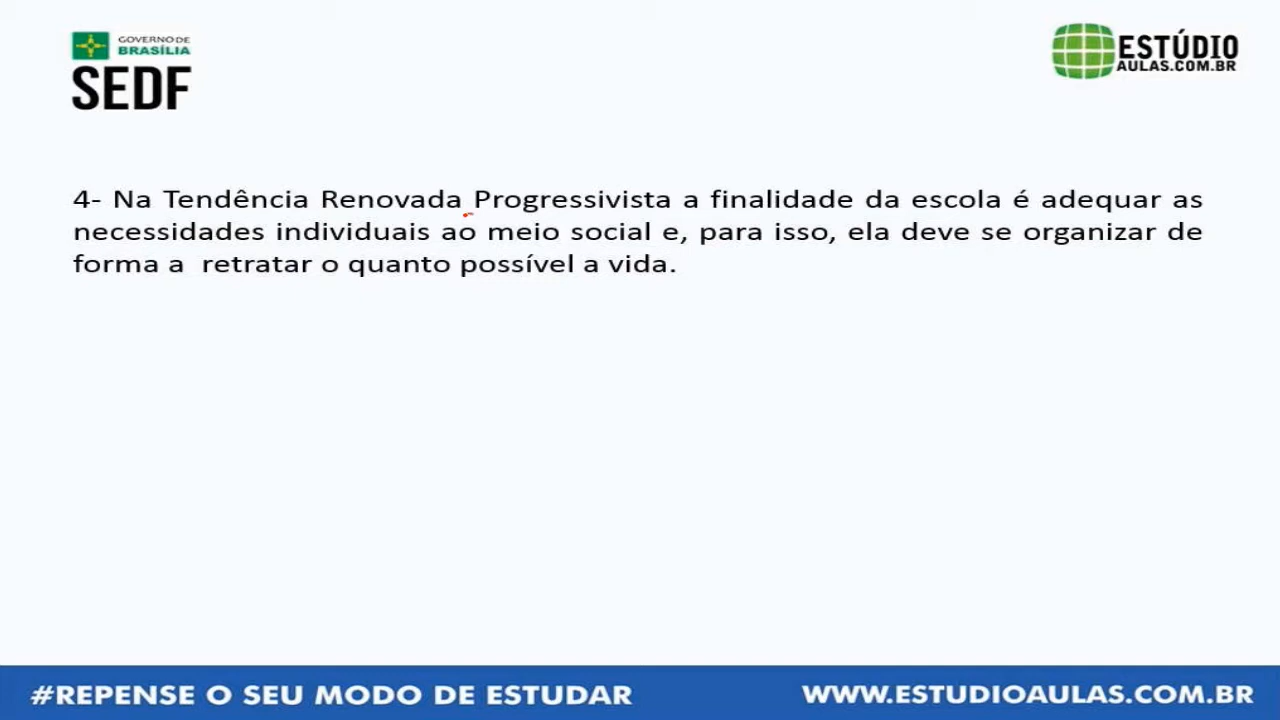 GOVERNO DE
BRASÍLIA
SEDF
ESTÚDIO
AULAS.COM.BR
4- Na Tendência Renovada Progressivista a finalidade da escola é adequar as
necessidades individuais ao meio social e, para isso, ela deve se organizar de
forma a retratar o quanto possível a vida.
#REPENSE O SEU MODO DE ESTUDAR
WWW.ESTUDIOAULAS.COM.BR